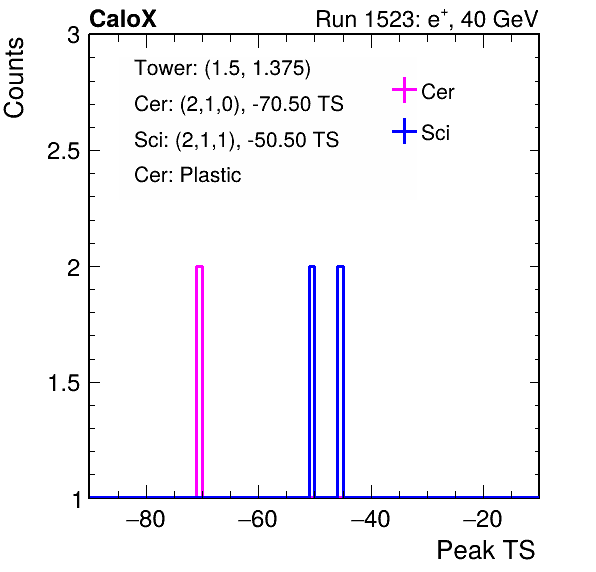 CaloX Run 1523: e⁺, 40 GeV
Counts
Tower: (1.5, 1.375)
Cer: (2,1,0), -70.50 TS
Sci: (2,1,1), -50.50 TS
Cer: Plastic
Cer
Sci
3
2.5
2
1.5
1
−80 −60 −40 −20
Peak TS